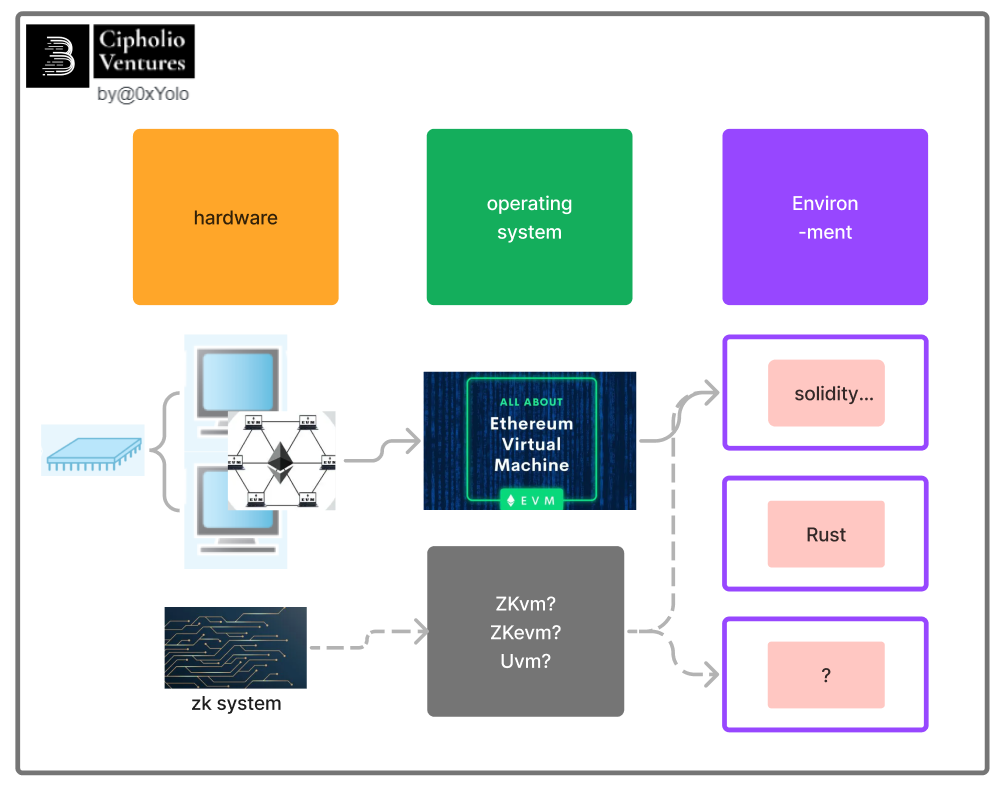 Cipholio
Ventures
by@0xYolo
hardware
operating
system
Environ
-ment
solidity...
ALL ABOUT
Ethereum
Virtual
Machine
EVM
Rust
ZKvm?
ZKevm?
Uvm?
?
zk system